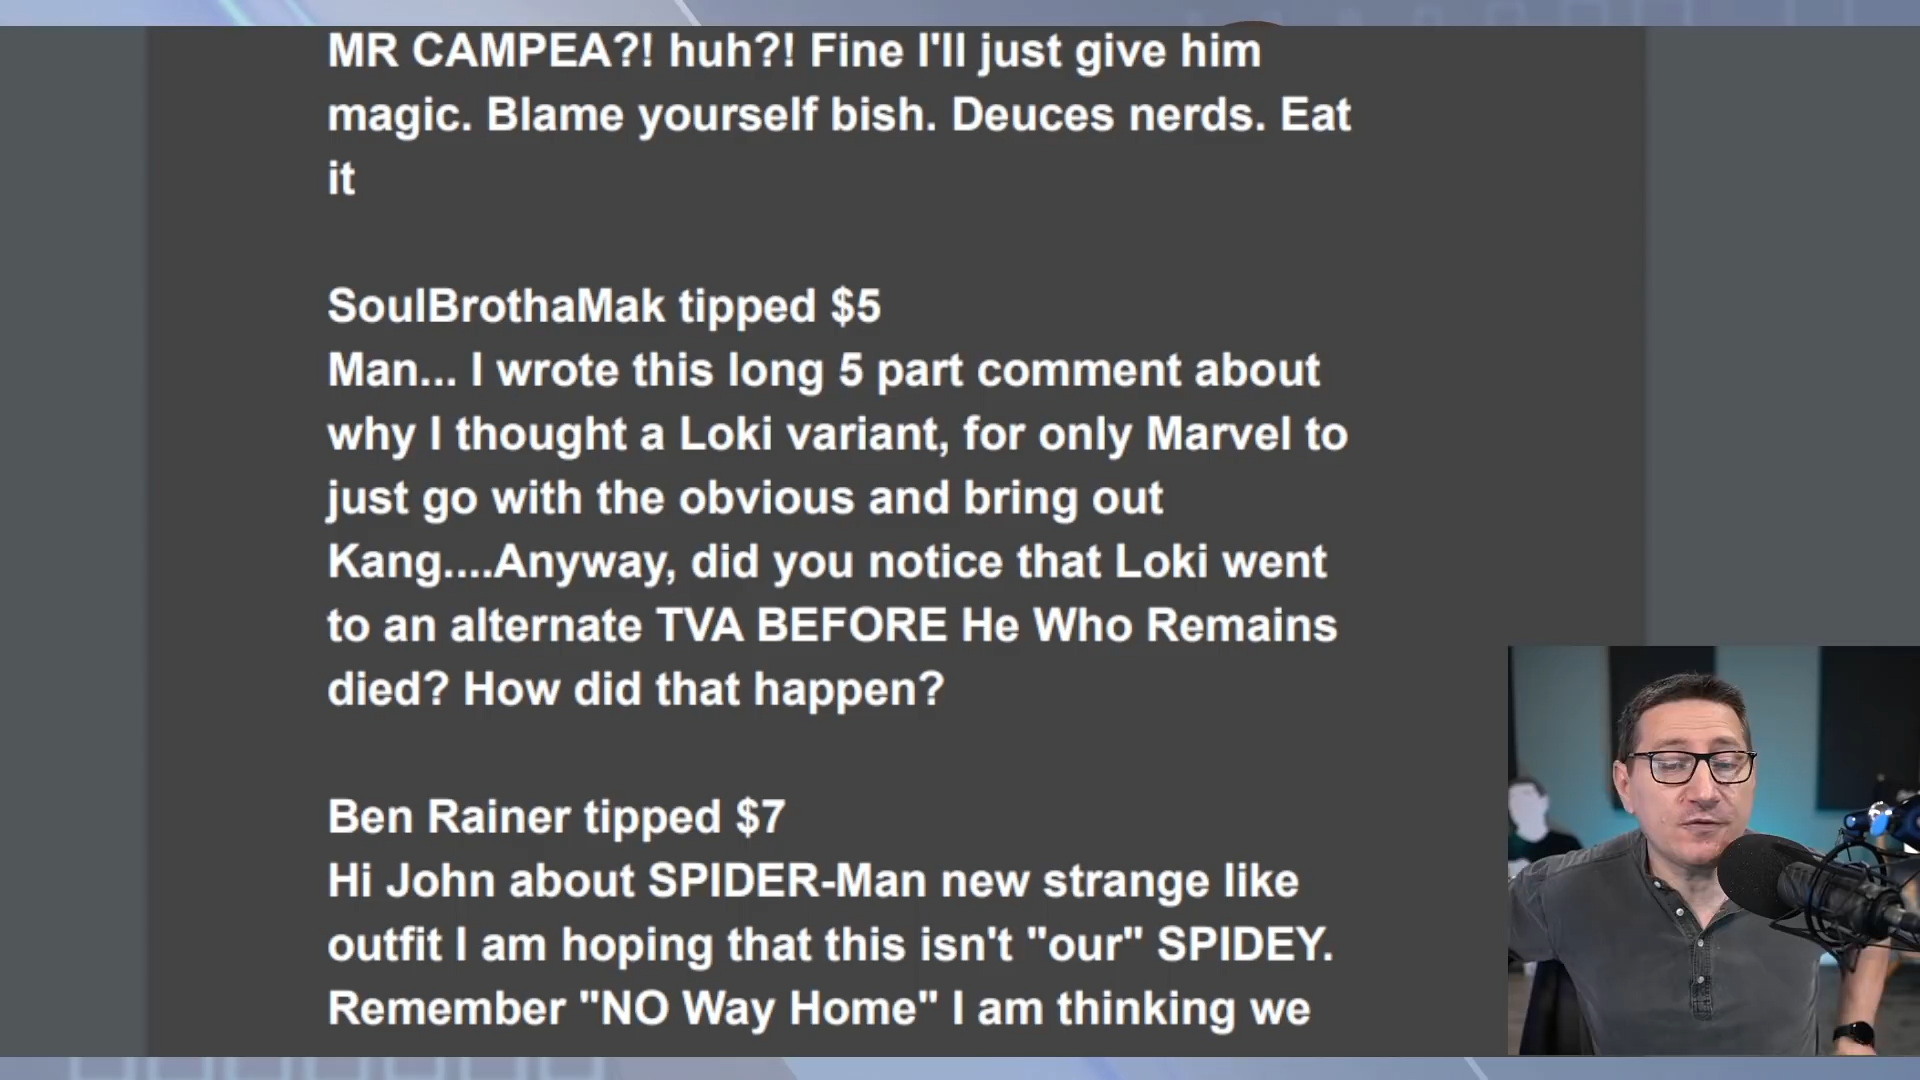 MR CAMPEA?! huh?! Fine I'll just give him
magic. Blame yourself bish. Deuces nerds. Eat
it
SoulBrothaMak tipped $5
Man... I wrote this long 5 part comment about
why I thought a Loki variant, for only Marvel to
just go with the obvious and bring out
Kang....Anyway, did you notice that Loki went
to an alternate TVA BEFORE He Who Remains
died? How did that happen?
Ben Rainer tipped $7
Hi John about SPIDER-Man new strange like
outfit I am hoping that this isn't "our" SPIDEY.
Remember "NO Way Home" I am thinking we